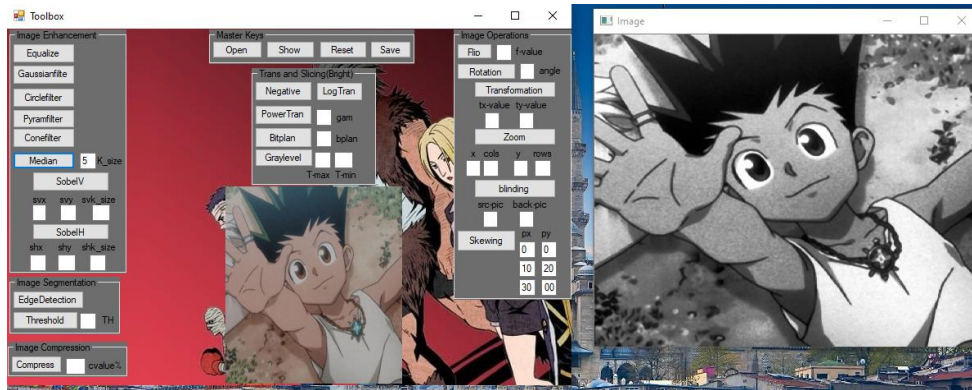 Toolbox
Image Enhancement
Equalize
Gaussianfilte
Circlefilter
Pyramfilter
Conefilter
Median 5 K_size
SobelV
svx svy svk_size
SobelH
shx shy shk_size
Image Segmentation
EdgeDetection
Threshold TH
Image Compression
Compress cvalue%
Master Keys
Open Show Reset Save
Trans and Slicing(Bright)
Negative LogTran
PowerTran gam
Bitplan bplan
Graylevel
T-max T-min
Image Operations
Flip f-value
Rotation angle
Transformation
tx-value ty-value
Zoom
x cols y rows
blinding
src-pic back-pic
Skewing px py
0 0
10 20
30 00
Image